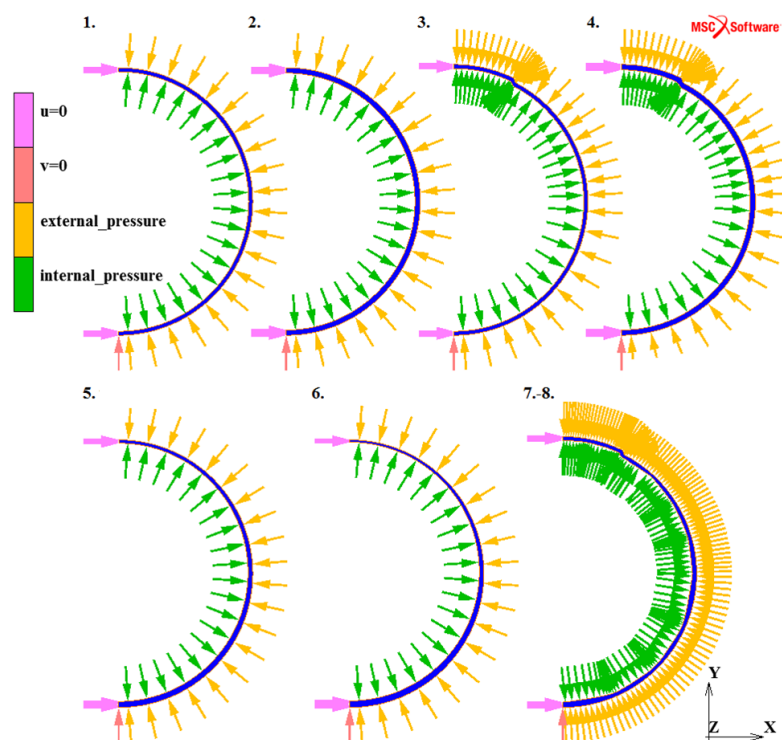 1. 2. 3. 4. MSC Software
u=0
v=0
external_pressure
internal_pressure
5. 6. 7.-8.
Y
Z X